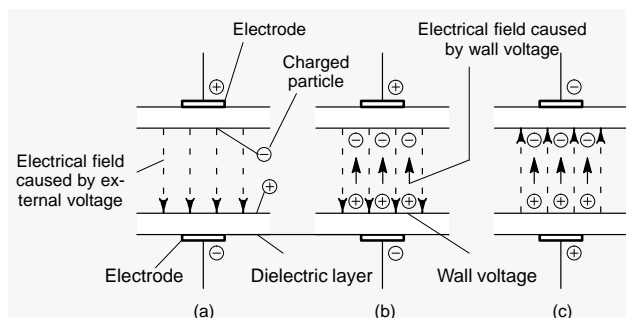 Electrode
Charged
particle
Electrical field caused
by wall voltage
Electrical field
caused by ex-
ternal voltage
+
−
+
−
+
−
− − −
+ + +
−
−
− − −
+ + +
+
Electrode
Dielectric layer
Wall voltage
(a)
(b)
(c)